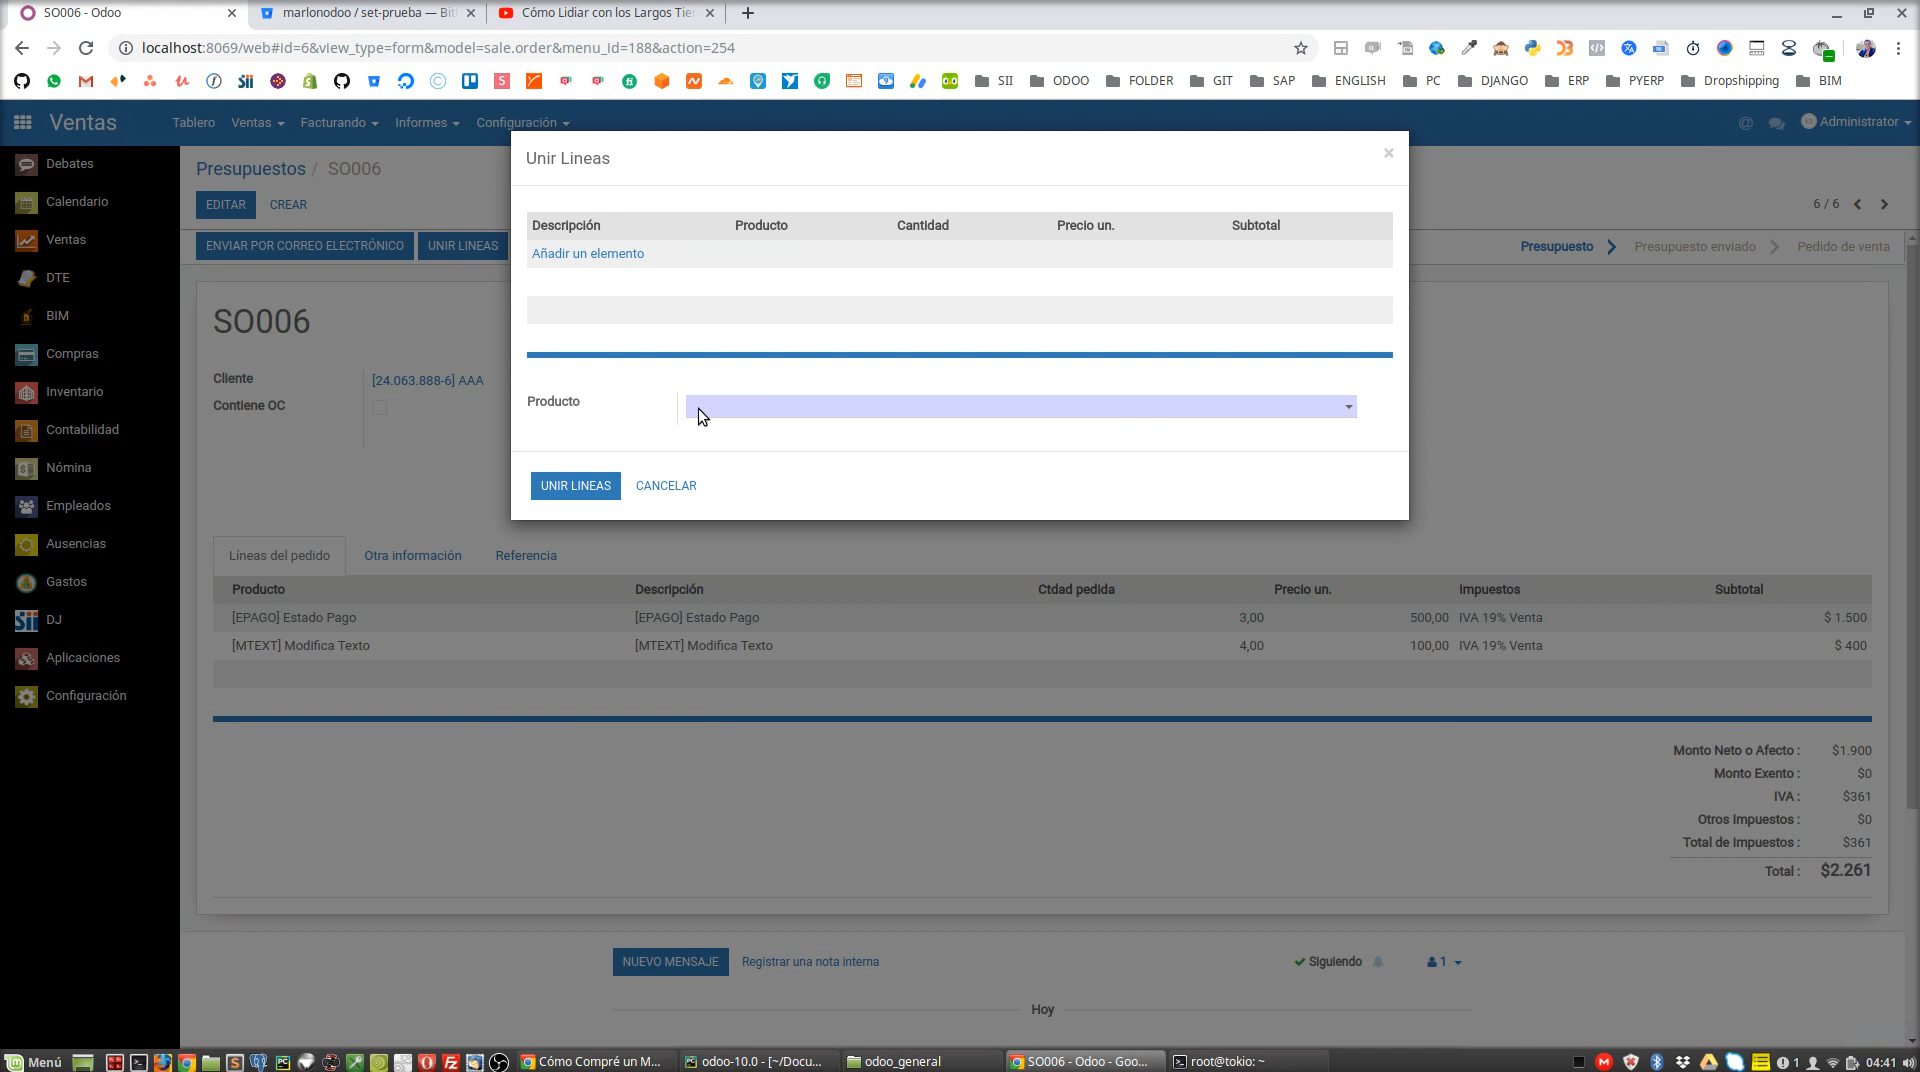 SO006 - Odoo
marlonodoo / set-prueba — Bit
Cómo Lidiar con los Largos Tie
localhost:8069/web#id=6&view_type=form&model=sale.order&menu_id=188&action=254
SII
ODOO
FOLDER
GIT
SAP
ENGLISH
PC
DJANGO
ERP
PYERP
Dropshipping
BIM
Ventas
Tablero
Ventas
Facturando
Informes
Configuración
Administrator
Debates
Calendario
Ventas
DTE
BIM
Compras
Inventario
Contabilidad
Nómina
Empleados
Ausencias
Gastos
DJ
Aplicaciones
Configuración
Presupuestos / SO006
EDITAR
CREAR
6 / 6
ENVIAR POR CORREO ELECTRÓNICO
UNIR LINEAS
Presupuesto
Presupuesto enviado
Pedido de venta
Unir Lineas
×
Descripción Producto Cantidad Precio un. Subtotal
Añadir un elemento
Producto
UNIR LINEAS
CANCELAR
SO006
Cliente [24.063.888-6] AAA
Contiene OC
Líneas del pedido
Otra información
Referencia
Producto Descripción Ctdad pedida Precio un. Impuestos Subtotal
[EPAGO] Estado Pago [EPAGO] Estado Pago 3,00 500,00 IVA 19% Venta $ 1.500
[MTEXT] Modifica Texto [MTEXT] Modifica Texto 4,00 100,00 IVA 19% Venta $ 400
Monto Neto o Afecto : $1.900
Monto Exento : $0
IVA : $361
Otros Impuestos : $0
Total de Impuestos : $361
Total : $2.261
NUEVO MENSAJE
Registrar una nota interna
Siguiendo
1
Hoy
Menú
Cómo Compré un M...
odoo-10.0 - [~/Docu...
odoo_general
SO006 - Odoo - Goo...
root@tokio: ~
1
04:41